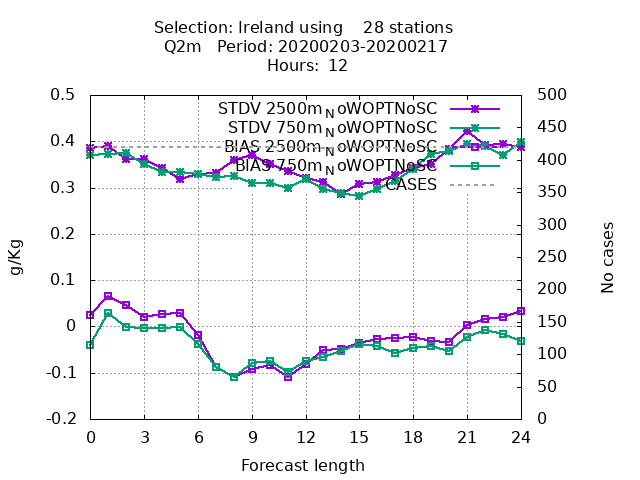 Selection: Ireland using    28 stations
Q2m   Period: 20200203-20200217
Hours:  12
0.5
0.4
0.3
0.2
0.1
0
-0.1
-0.2
g/Kg
STDV 2500m_NoWOPTNoSC
STDV 750m_NoWOPTNoSC
BIAS 2500m_NoWOPTNoSC
BIAS 750m_NoWOPTNoSC
CASES
500
450
400
350
300
250
200
150
100
50
0
No cases
0 3 6 9 12 15 18 21 24
Forecast length